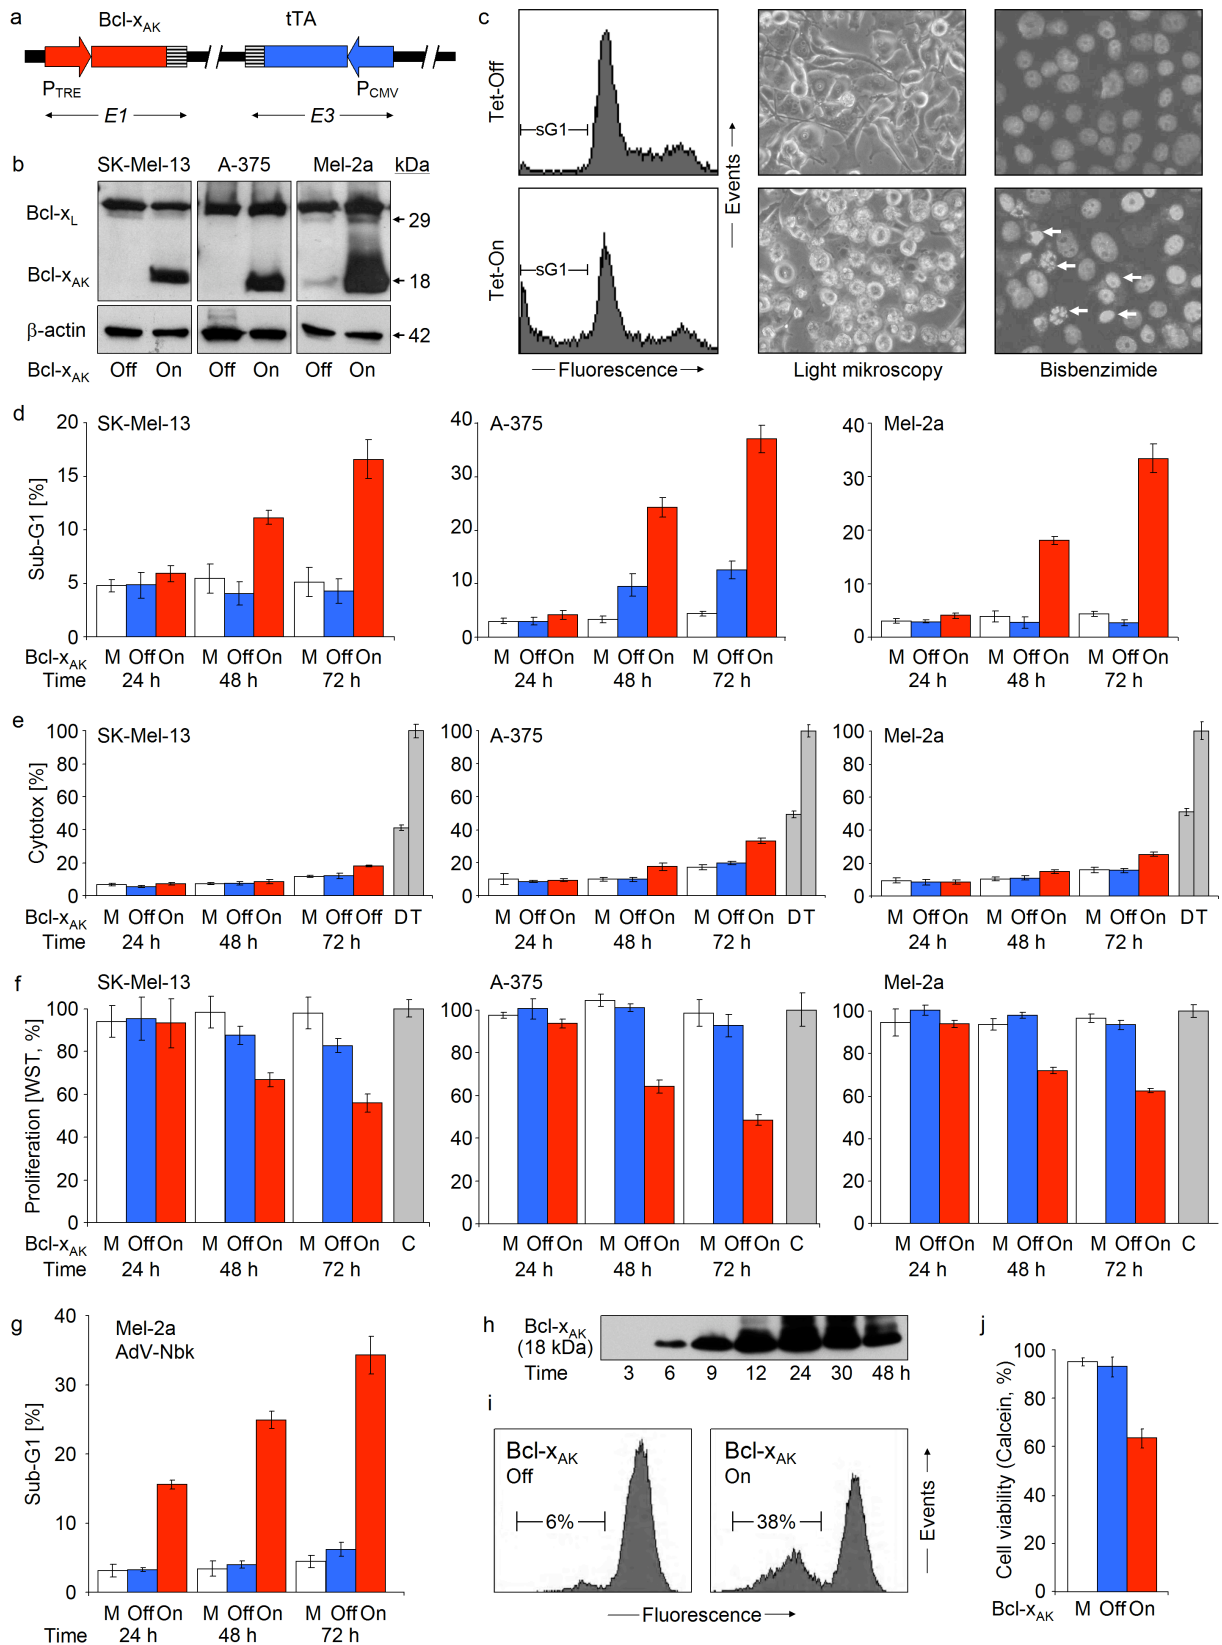 a
Bcl-xAK
tTA
PTRE
PCMV
E1
E3
b
SK-Mel-13 A-375 Mel-2a kDa
Bcl-xL
29
Bcl-xAK
18
β-actin
42
Bcl-xAK Off On Off On Off On
c
Tet-Off
sG1
Tet-On
sG1
Events
Fluorescence
Light mikroscopy
Bisbenzimide
d
SK-Mel-13
A-375
Mel-2a
Sub-G1 [%]
20
15
10
5
0
40
30
20
10
0
40
30
20
10
0
Bcl-xAK M Off On M Off On M Off On M Off On M Off On M Off On M Off On M Off On M Off On
Time 24 h 48 h 72 h 24 h 48 h 72 h 24 h 48 h 72 h
e
SK-Mel-13
A-375
Mel-2a
Cytotox [%]
100
80
60
40
20
0
100
80
60
40
20
0
100
80
60
40
20
0
Bcl-xAK M Off On M Off On M Off Off D T M Off On M Off On M Off On D T M Off On M Off On M Off On D T
Time 24 h 48 h 72 h 24 h 48 h 72 h 24 h 48 h 72 h
f
SK-Mel-13
A-375
Mel-2a
Proliferation [WST, %]
100
80
60
40
20
0
100
80
60
40
20
0
100
80
60
40
20
0
Bcl-xAK M Off On M Off On M Off On C M Off On M Off On M Off On C M Off On M Off On M Off On C
Time 24 h 48 h 72 h 24 h 48 h 72 h 24 h 48 h 72 h
g
Mel-2a
AdV-Nbk
Sub-G1 [%]
40
30
20
10
0
M Off On M Off On M Off On
Time 24 h 48 h 72 h
h
Bcl-xAK
(18 kDa)
Time 3 6 9 12 24 30 48 h
i
Bcl-xAK
Off
6%
Bcl-xAK
On
38%
Events
Fluorescence
j
Cell viability (Calcein, %)
100
80
60
40
20
0
Bcl-xAK M Off On